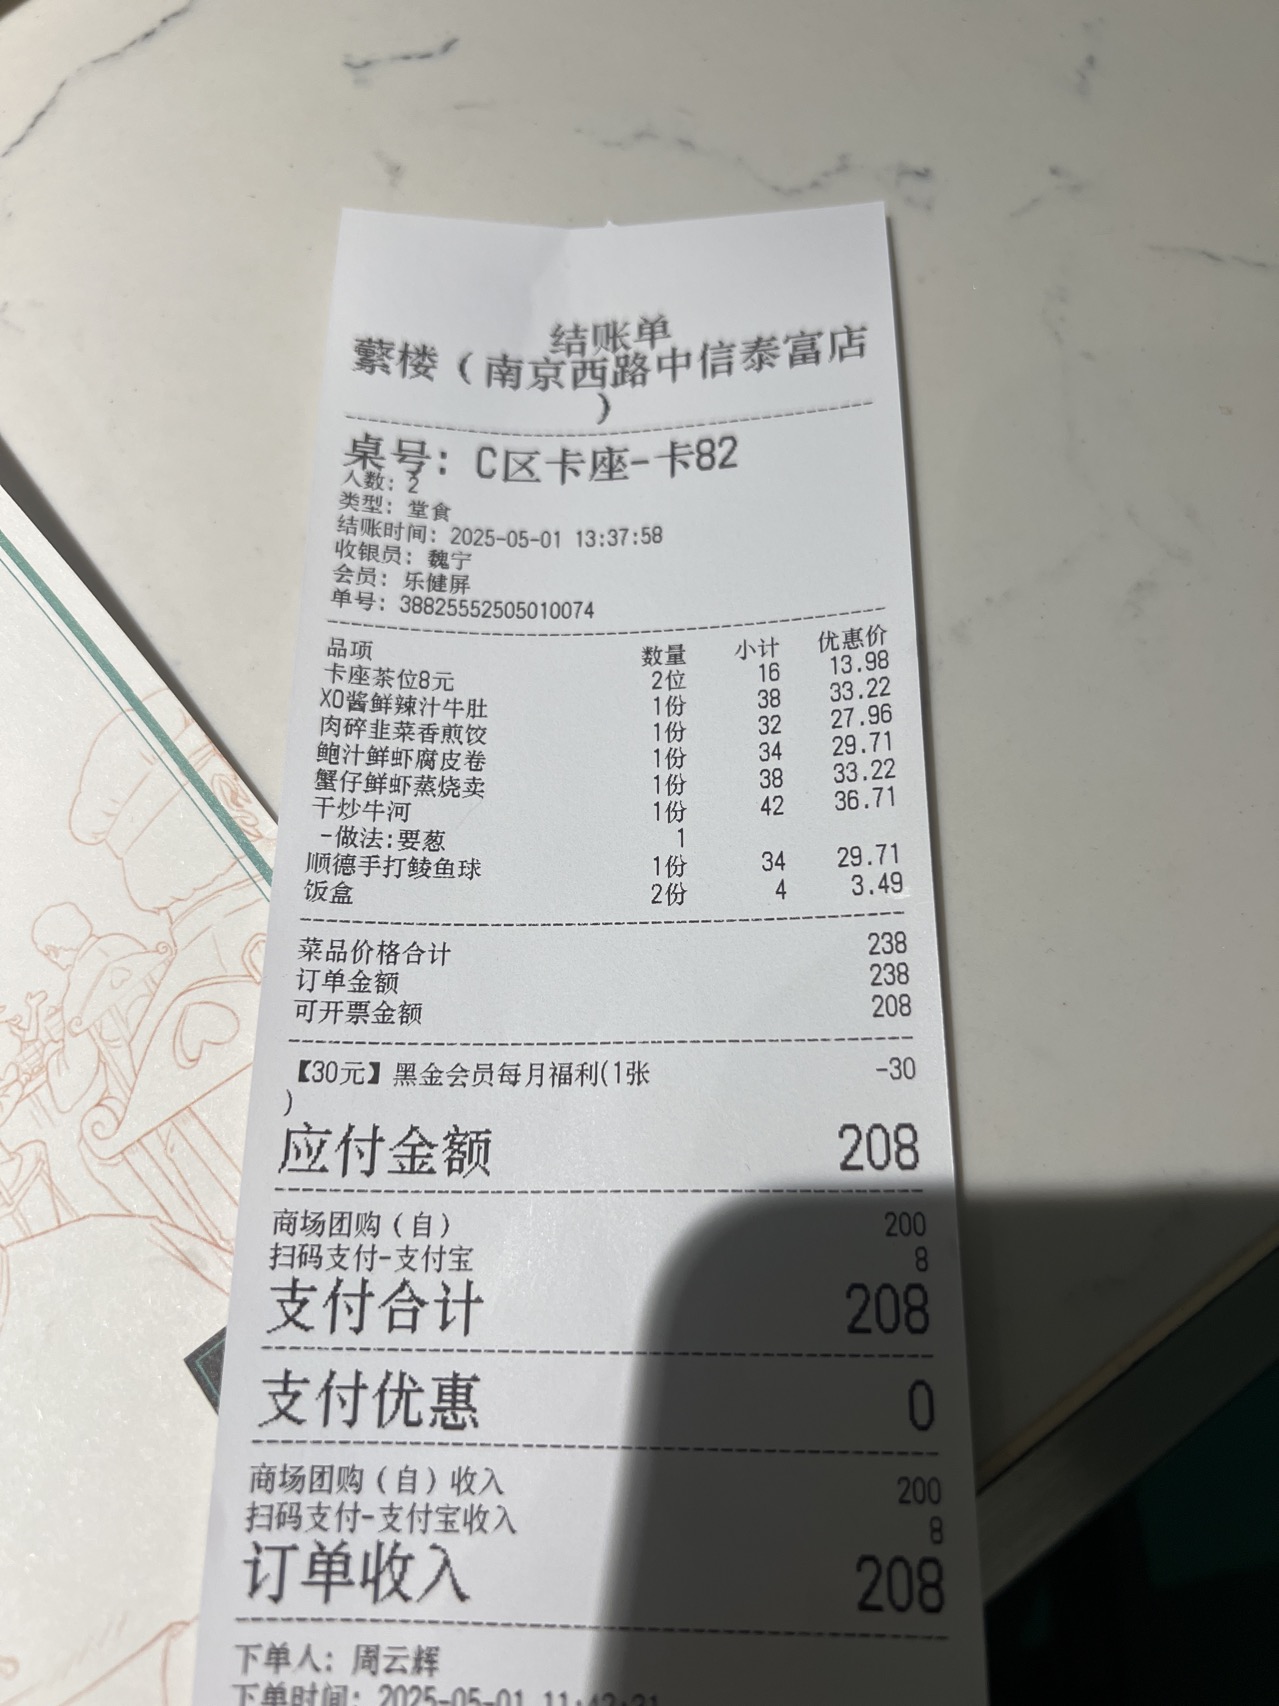 结账单
蘩楼（南京西路中信泰富店
）
桌号：C区卡座-卡82
人数：2
类型：堂食
结账时间：2025-05-01 13:37:58
收银员：魏宁
会员：乐健屏
单号：38825552505010074
品项 数量 小计 优惠价
卡座茶位8元 2位 16 13.98
XO酱鲜辣汁牛肚 1份 38 33.22
肉碎韭菜香煎饺 1份 32 27.96
鲍汁鲜虾腐皮卷 1份 34 29.71
蟹仔鲜虾蒸烧卖 1份 38 33.22
干炒牛河 1份 42 36.71
-做法:要葱 1
顺德手打鲮鱼球 1份 34 29.71
饭盒 2份 4 3.49
菜品价格合计 238
订单金额 238
可开票金额 208
【30元】黑金会员每月福利(1张 -30
)
应付金额 208
商场团购（自） 200
扫码支付-支付宝 8
支付合计 208
支付优惠 0
商场团购（自）收入 200
扫码支付-支付宝收入 8
订单收入 208
下单人：周云辉
下单时间：2025-05-01